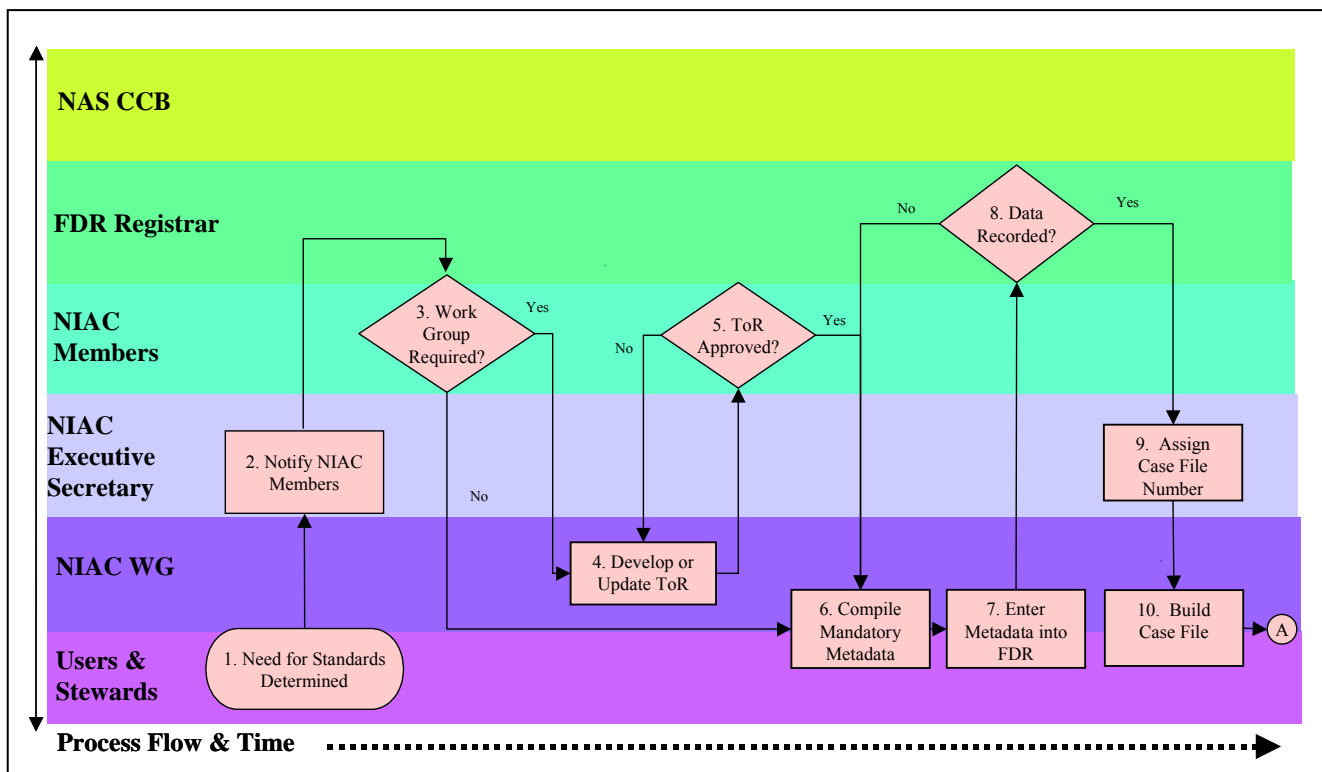 NAS CCB
FDR Registrar
NIAC
Members
NIAC
Executive
Secretary
NIAC WG
Users &
Stewards
1. Need for Standards
Determined
2. Notify NIAC
Members
3. Work
Group
Required?
Yes
No
4. Develop or
Update ToR
5. ToR
Approved?
No
Yes
6. Compile
Mandatory
Metadata
7. Enter
Metadata into
FDR
8. Data
Recorded?
No
Yes
9. Assign
Case File
Number
10. Build
Case File
A
Process Flow & Time